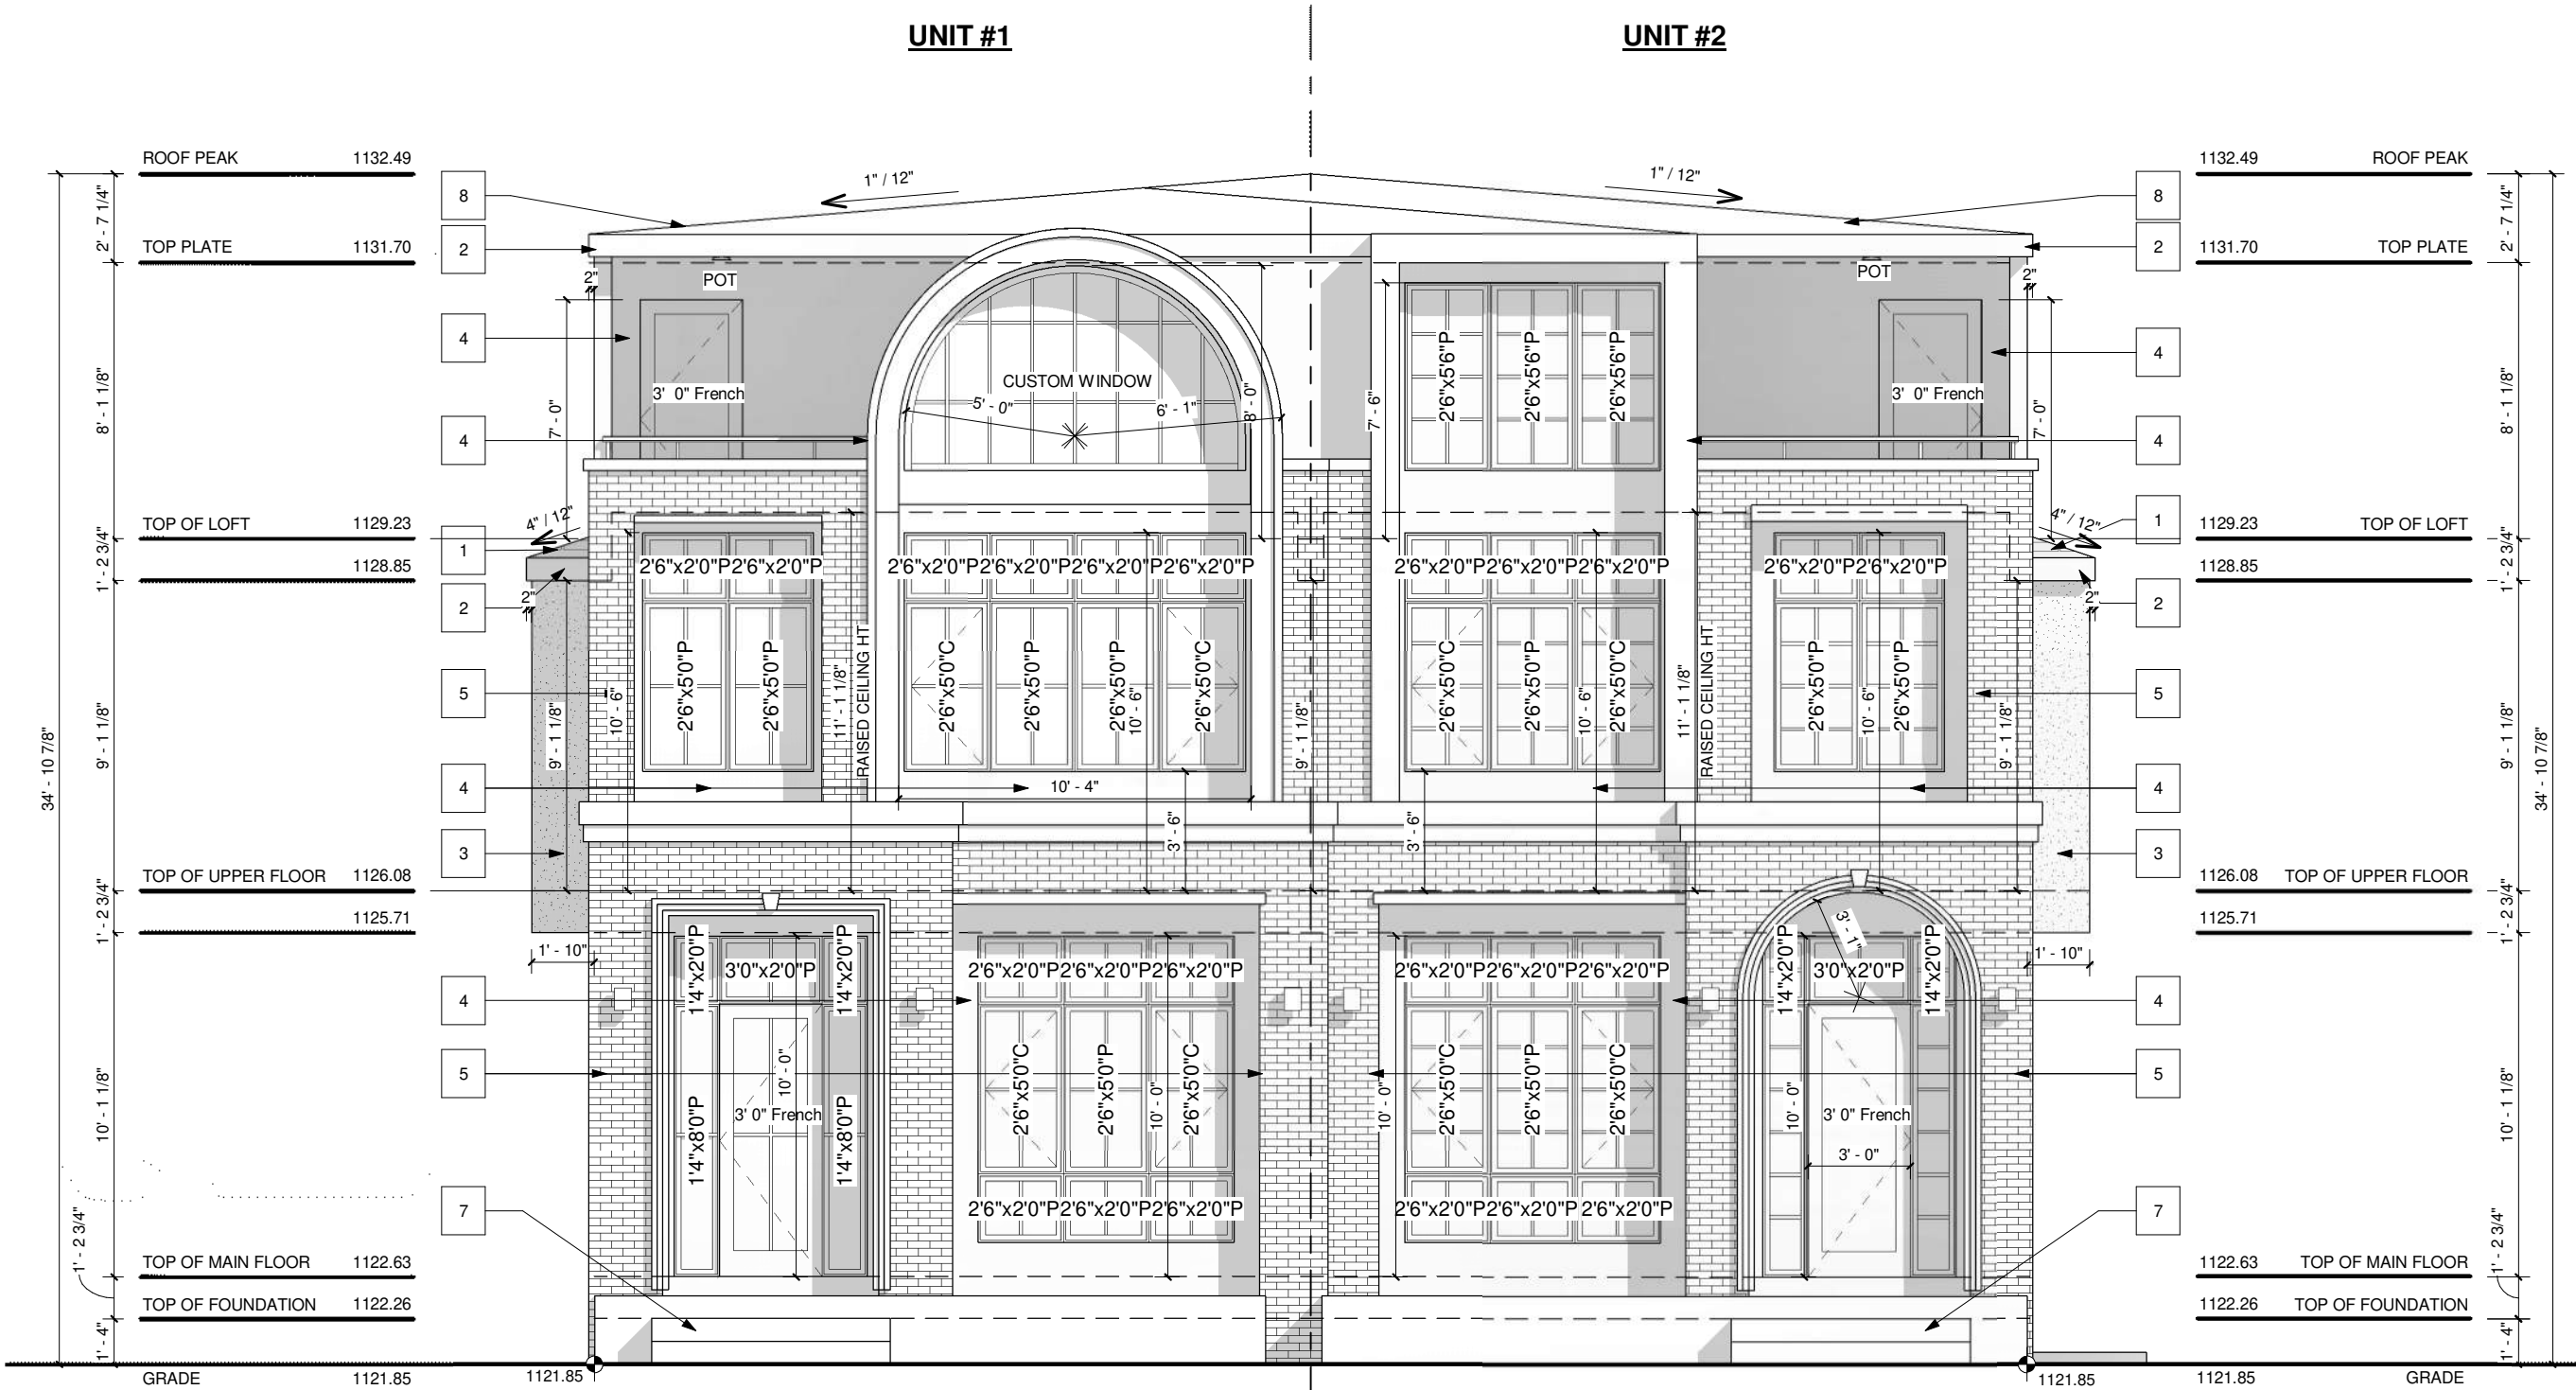 UNIT #1
UNIT #2
ROOF PEAK 1132.49
1132.49 ROOF PEAK
1" / 12"
1" / 12"
8
8
2' - 7 1/4"
2' - 7 1/4"
TOP PLATE 1131.70
2
2
1131.70 TOP PLATE
POT
POT
2"
2"
4
4
3' 0" French
CUSTOM WINDOW
5' - 0"
6' - 1"
8' - 0"
7' - 6"
2'6"x5'6"P
2'6"x5'6"P
2'6"x5'6"P
3' 0" French
7' - 0"
7' - 0"
8' - 1 1/8"
8' - 1 1/8"
4
4
TOP OF LOFT 1129.23
4" / 12"
1
4" / 12"
1
1129.23 TOP OF LOFT
1128.85
1128.85
1' - 2 3/4"
1' - 2 3/4"
2'6"x2'0"P 2'6"x2'0"P
2'6"x2'0"P 2'6"x2'0"P 2'6"x2'0"P 2'6"x2'0"P
2'6"x2'0"P 2'6"x2'0"P 2'6"x2'0"P
2'6"x2'0"P 2'6"x2'0"P
2
2"
2"
2
5
10' - 6"
9' - 1 1/8"
2'6"x5'0"P
2'6"x5'0"P
11' - 1 1/8"
RAISED CEILING HT
2'6"x5'0"C
2'6"x5'0"P
2'6"x5'0"P
10' - 6"
2'6"x5'0"C
9' - 1 1/8"
2'6"x5'0"C
2'6"x5'0"P
10' - 6"
2'6"x5'0"C
11' - 1 1/8"
RAISED CEILING HT
2'6"x5'0"P
10' - 6"
2'6"x5'0"P
9' - 1 1/8"
5
9' - 1 1/8"
9' - 1 1/8"
34' - 10 7/8"
34' - 10 7/8"
4
10' - 4"
4
3' - 6"
3' - 6"
3
3
TOP OF UPPER FLOOR 1126.08
1126.08 TOP OF UPPER FLOOR
1125.71
1125.71
1' - 2 3/4"
1' - 2 3/4"
1' - 10"
1' - 10"
3' - 1"
1'4"x2'0"P
3'0"x2'0"P
1'4"x2'0"P
2'6"x2'0"P 2'6"x2'0"P 2'6"x2'0"P
2'6"x2'0"P 2'6"x2'0"P 2'6"x2'0"P
1'4"x2'0"P
3'0"x2'0"P
1'4"x2'0"P
4
4
5
5
10' - 1 1/8"
10' - 1 1/8"
1'4"x8'0"P
10' - 0"
3' 0" French
1'4"x8'0"P
2'6"x5'0"C
2'6"x5'0"P
10' - 0"
2'6"x5'0"C
10' - 0"
2'6"x5'0"C
2'6"x5'0"P
2'6"x5'0"C
10' - 0"
3' 0" French
3' - 0"
2'6"x2'0"P 2'6"x2'0"P 2'6"x2'0"P
2'6"x2'0"P 2'6"x2'0"P 2'6"x2'0"P
7
7
1' - 2 3/4"
1' - 2 3/4"
TOP OF MAIN FLOOR 1122.63
1122.63 TOP OF MAIN FLOOR
TOP OF FOUNDATION 1122.26
1122.26 TOP OF FOUNDATION
1' - 4"
1' - 4"
GRADE 1121.85
1121.85
1121.85
1121.85 GRADE